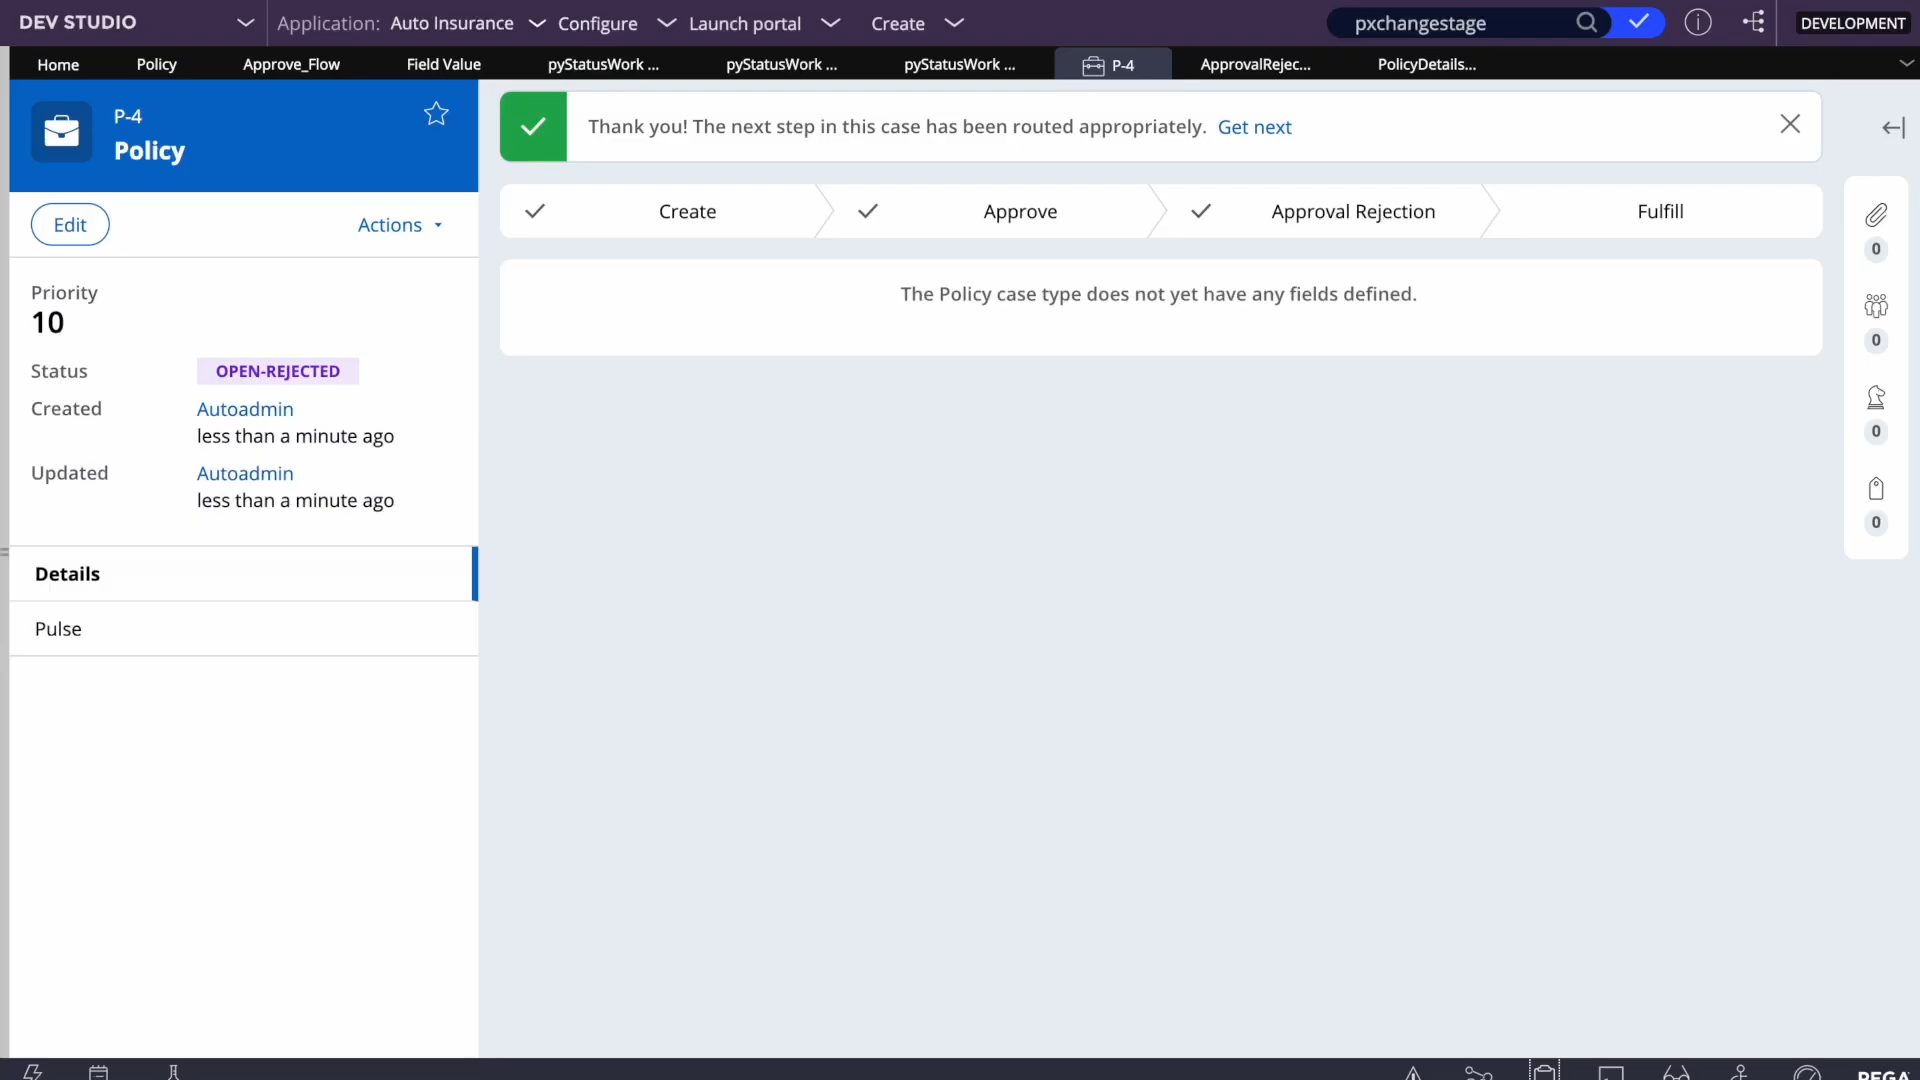 DEV STUDIO
Application: Auto Insurance
Configure
Launch portal
Create
pxchangestage
DEVELOPMENT
Home
Policy
Approve_Flow
Field Value
pyStatusWork ...
pyStatusWork ...
pyStatusWork ...
P-4
ApprovalRejec...
PolicyDetails...
P-4
Policy
Edit
Actions
Priority
10
Status OPEN-REJECTED
Created Autoadmin
less than a minute ago
Updated Autoadmin
less than a minute ago
Details
Pulse
Thank you! The next step in this case has been routed appropriately. Get next
Create
Approve
Approval Rejection
Fulfill
The Policy case type does not yet have any fields defined.
0
0
0
0
PEGA